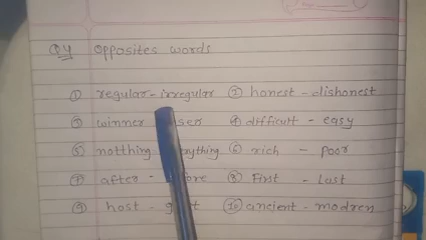 Q4 Opposites words
① regular - irregular ② honest - dishonest
③ winner ④ difficult - easy
⑤ notthing ⑥ rich - poor
⑦ after - ⑧ First - Last
⑨ host - ⑩ ancient - modren